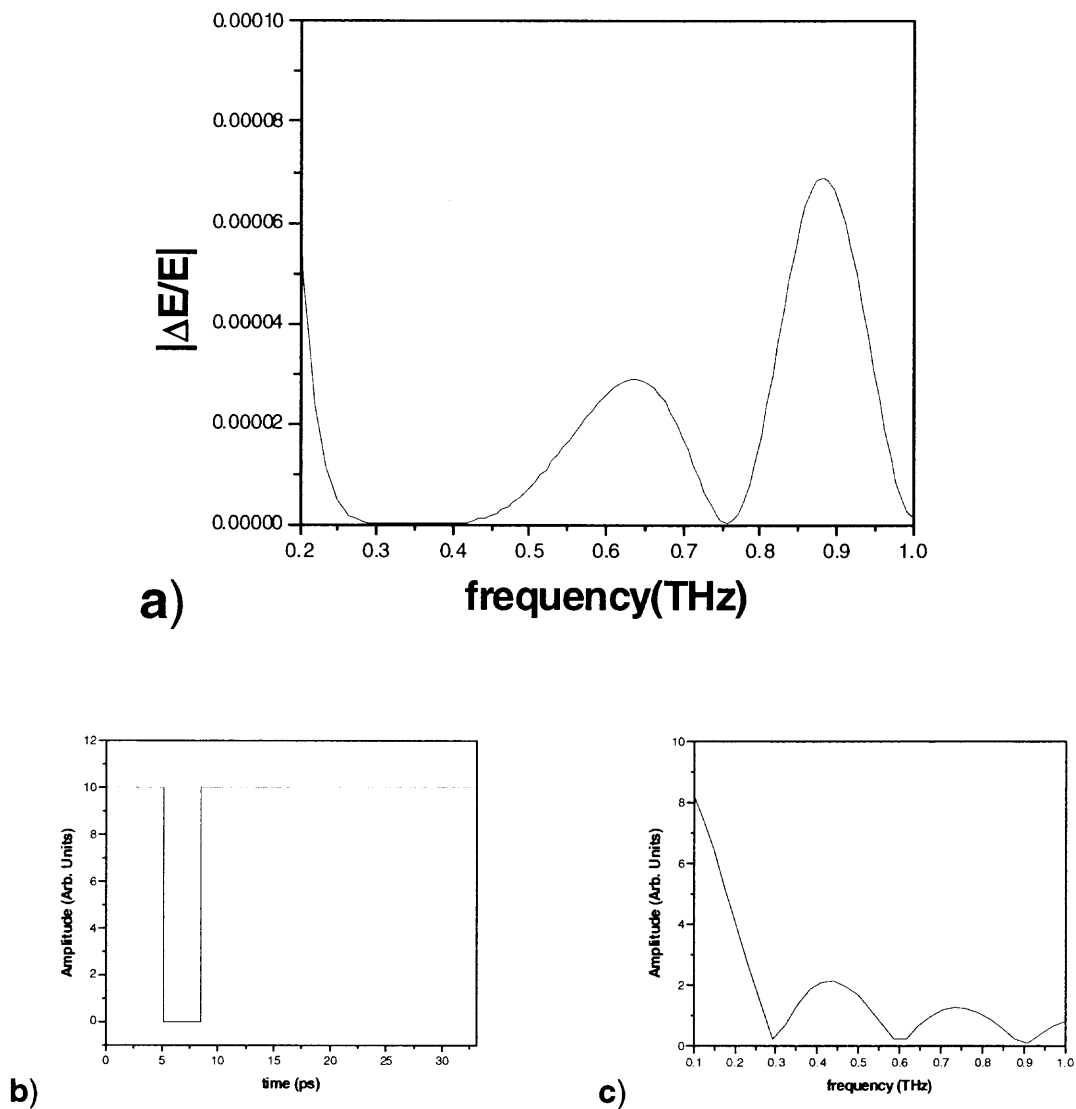 0.00010
0.00008
0.00006
0.00004
0.00002
0.00000
|ΔE/E|
0.2 0.3 0.4 0.5 0.6 0.7 0.8 0.9 1.0
frequency(THz)
a)
12
10
8
6
4
2
0
Amplitude (Arb. Units)
0 5 10 15 20 25 30
time (ps)
b)
10
8
6
4
2
0
Amplitude (Arb. Units)
0.1 0.2 0.3 0.4 0.5 0.6 0.7 0.8 0.9 1.0
frequency (THz)
c)